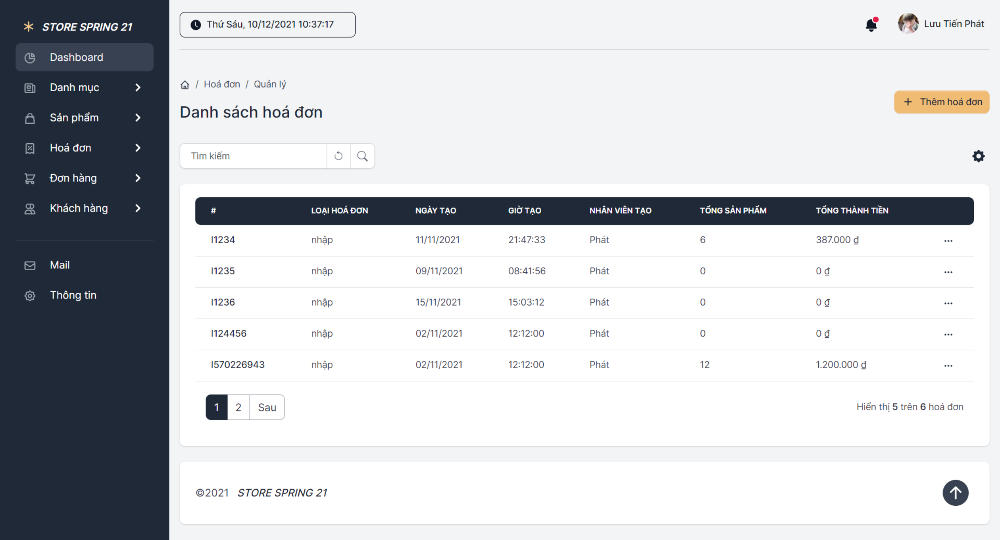 STORE SPRING 21
Dashboard
Danh mục
Sản phẩm
Hoá đơn
Đơn hàng
Khách hàng
Mail
Thông tin
Thứ Sáu, 10/12/2021 10:37:17
Lưu Tiến Phát
/ Hoá đơn / Quản lý
Danh sách hoá đơn
+ Thêm hoá đơn
Tìm kiếm
# LOẠI HOÁ ĐƠN NGÀY TẠO GIỜ TẠO NHÂN VIÊN TẠO TỔNG SẢN PHẨM TỔNG THÀNH TIỀN
I1234 nhập 11/11/2021 21:47:33 Phát 6 387.000 ₫ ...
I1235 nhập 09/11/2021 08:41:56 Phát 0 0 ₫ ...
I1236 nhập 15/11/2021 15:03:12 Phát 0 0 ₫ ...
I124456 nhập 02/11/2021 12:12:00 Phát 0 0 ₫ ...
I570226943 nhập 02/11/2021 12:12:00 Phát 12 1.200.000 ₫ ...
1 2 Sau
Hiển thị 5 trên 6 hoá đơn
©2021 STORE SPRING 21